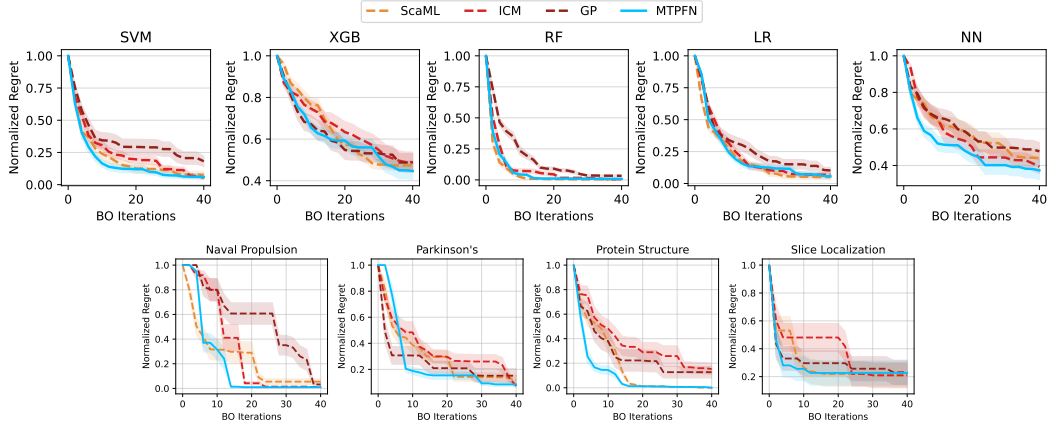 ScaML ICM GP MTPFN
SVM XGB RF LR NN
Normalized Regret Normalized Regret Normalized Regret Normalized Regret Normalized Regret
1.00 0.75 0.50 0.25 0.00
1.0 0.8 0.6 0.4
1.00 0.75 0.50 0.25 0.00
1.00 0.75 0.50 0.25 0.00
1.0 0.8 0.6 0.4
0 20 40 0 20 40 0 20 40 0 20 40 0 20 40
BO Iterations BO Iterations BO Iterations BO Iterations BO Iterations
Naval Propulsion Parkinson's Protein Structure Slice Localization
Normalized Regret Normalized Regret Normalized Regret Normalized Regret
1.0 0.8 0.6 0.4 0.2 0.0
1.0 0.8 0.6 0.4 0.2
1.0 0.8 0.6 0.4 0.2 0.0
1.0 0.8 0.6 0.4 0.2
0 10 20 30 40 0 10 20 30 40 0 10 20 30 40 0 10 20 30 40
BO Iterations BO Iterations BO Iterations BO Iterations